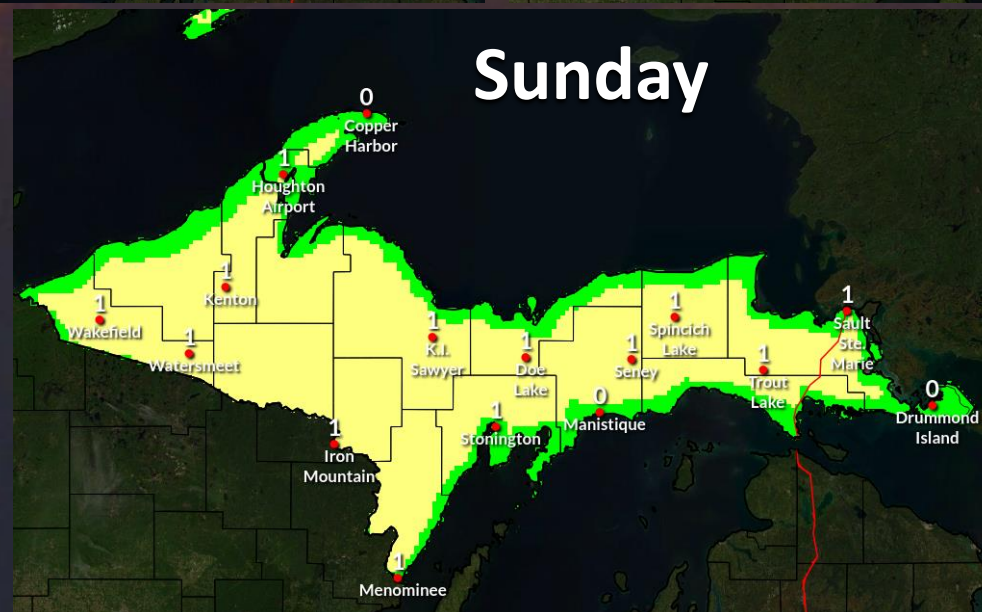 Sunday
0
Copper
Harbor
1
Houghton
Airport
1
Kenton
1
Wakefield
1
Watersmeet
1
K.I.
Sawyer
1
Doe
Lake
1
Spincich
Lake
1
Seney
1
Trout
Lake
1
Sault
Ste.
Marie
0
Drummond
Island
0
Manistique
1
Stonington
1
Iron
Mountain
1
Menominee